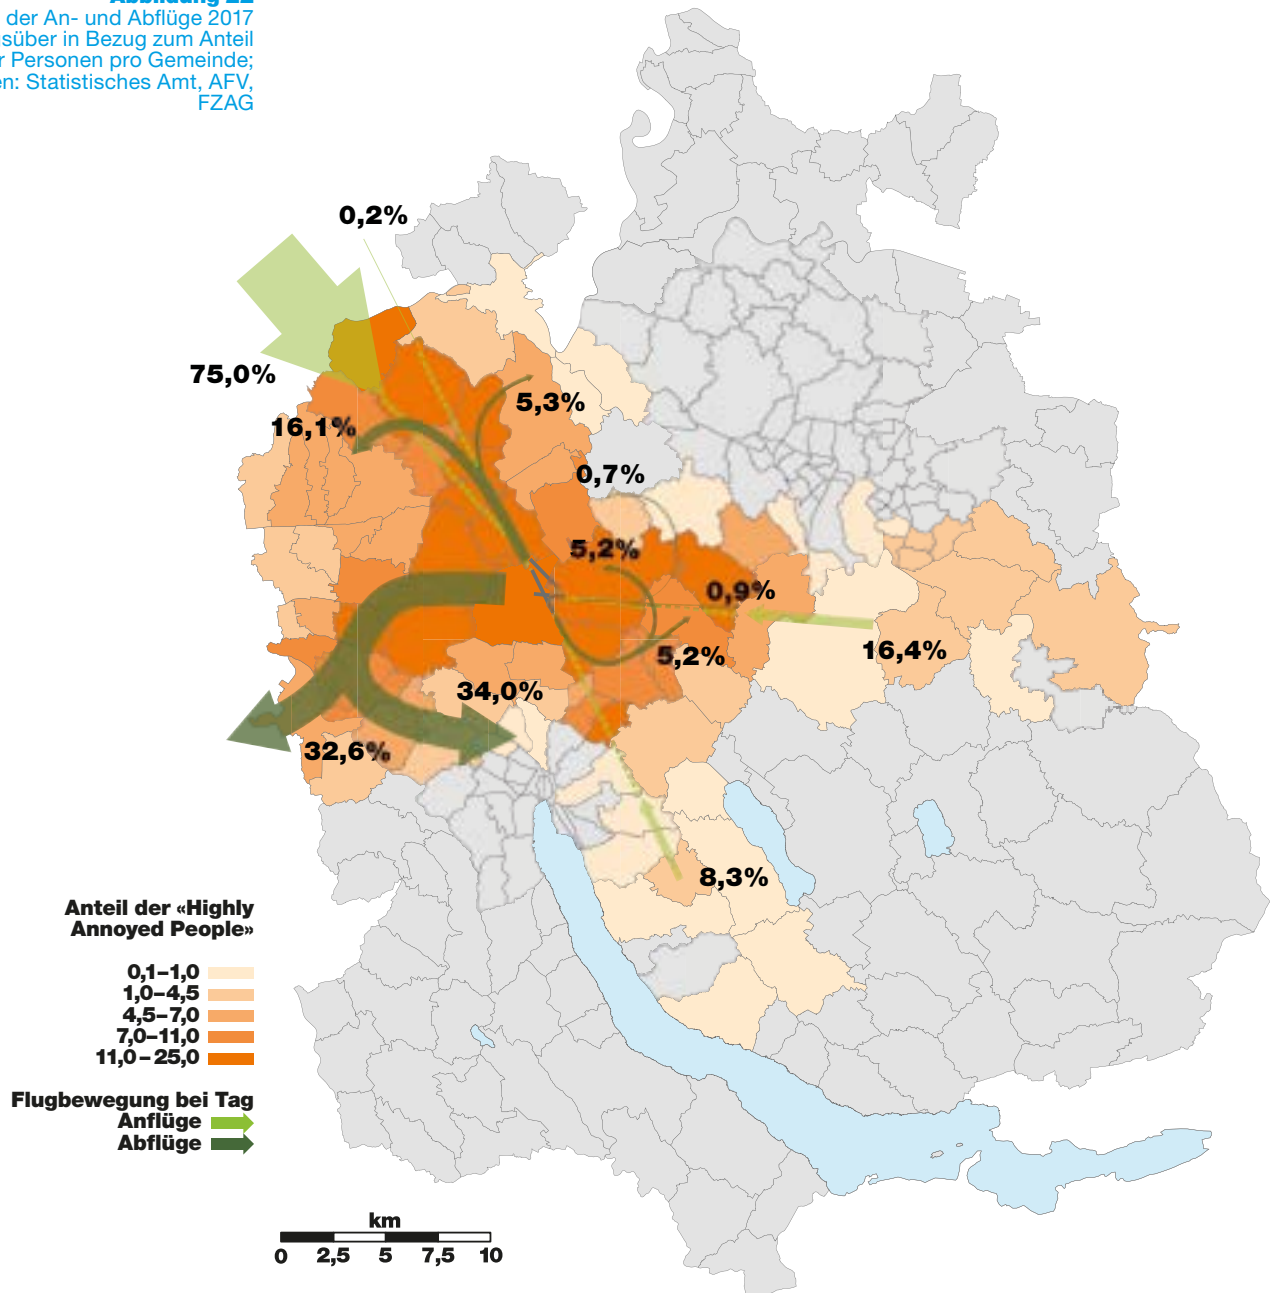 Abbildung 22
der An- und Abflüge 2017
in Bezug zum Anteil
Personen pro Gemeinde;
Statistisches Amt, AFV,
FZAG
0,2%
75,0%
5,3%
16,1%
0,7%
5,2%
0,9%
16,4%
5,2%
34,0%
32,6%
8,3%
Anteil der «Highly
Annoyed People»
0,1–1,0
1,0–4,5
4,5–7,0
7,0–11,0
11,0–25,0
Flugbewegung bei Tag
Anflüge
Abflüge
km
0 2,5 5 7,5 10